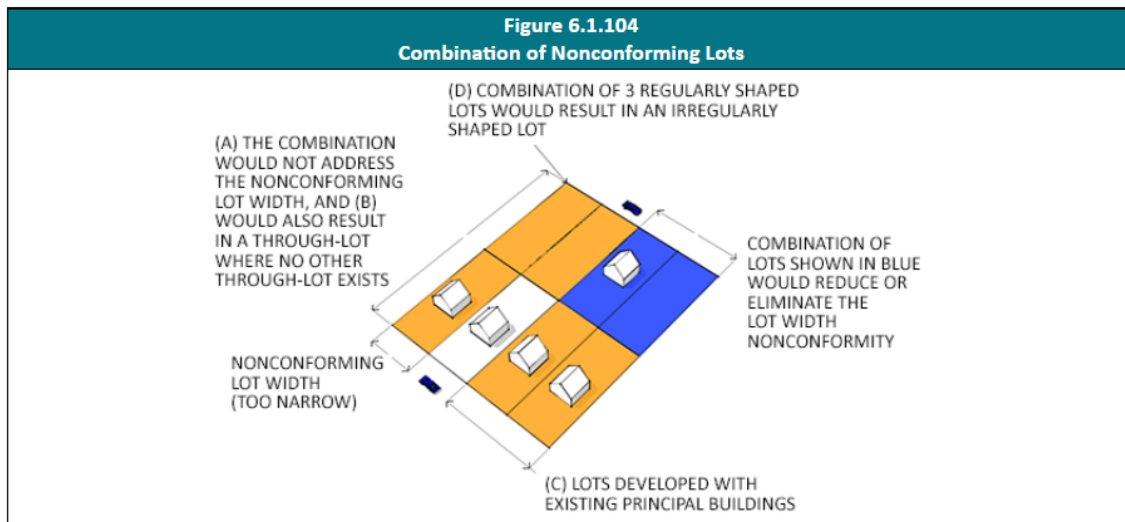 Figure 6.1.104
Combination of Nonconforming Lots
(D) COMBINATION OF 3 REGULARLY SHAPED
LOTS WOULD RESULT IN AN IRREGULARLY
SHAPED LOT
(A) THE COMBINATION
WOULD NOT ADDRESS
THE NONCONFORMING
LOT WIDTH, AND (B)
WOULD ALSO RESULT
IN A THROUGH-LOT
WHERE NO OTHER
THROUGH-LOT EXISTS
COMBINATION OF
LOTS SHOWN IN BLUE
WOULD REDUCE OR
ELIMINATE THE
LOT WIDTH
NONCONFORMITY
NONCONFORMING
LOT WIDTH
(TOO NARROW)
(C) LOTS DEVELOPED WITH
EXISTING PRINCIPAL BUILDINGS